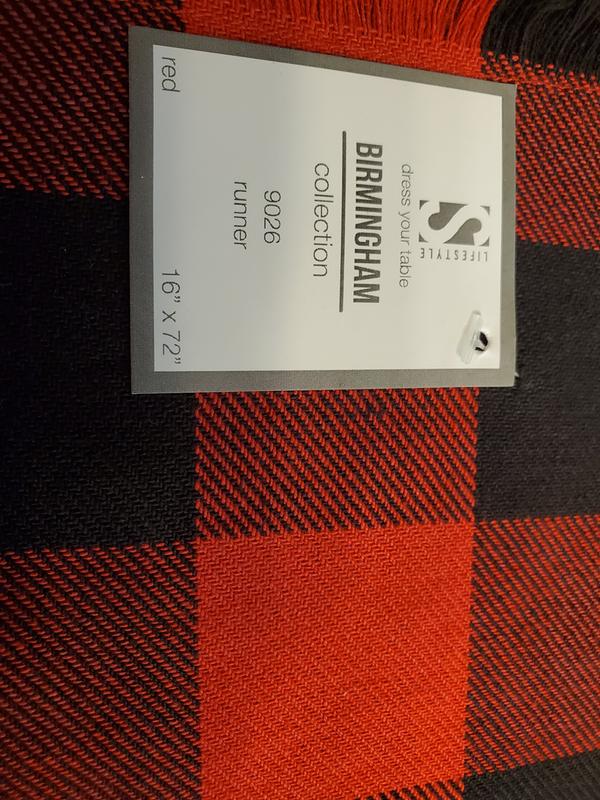 S
LIFESTYLE
dress your table
BIRMINGHAM
collection
9026
runner
red
16" x 72"